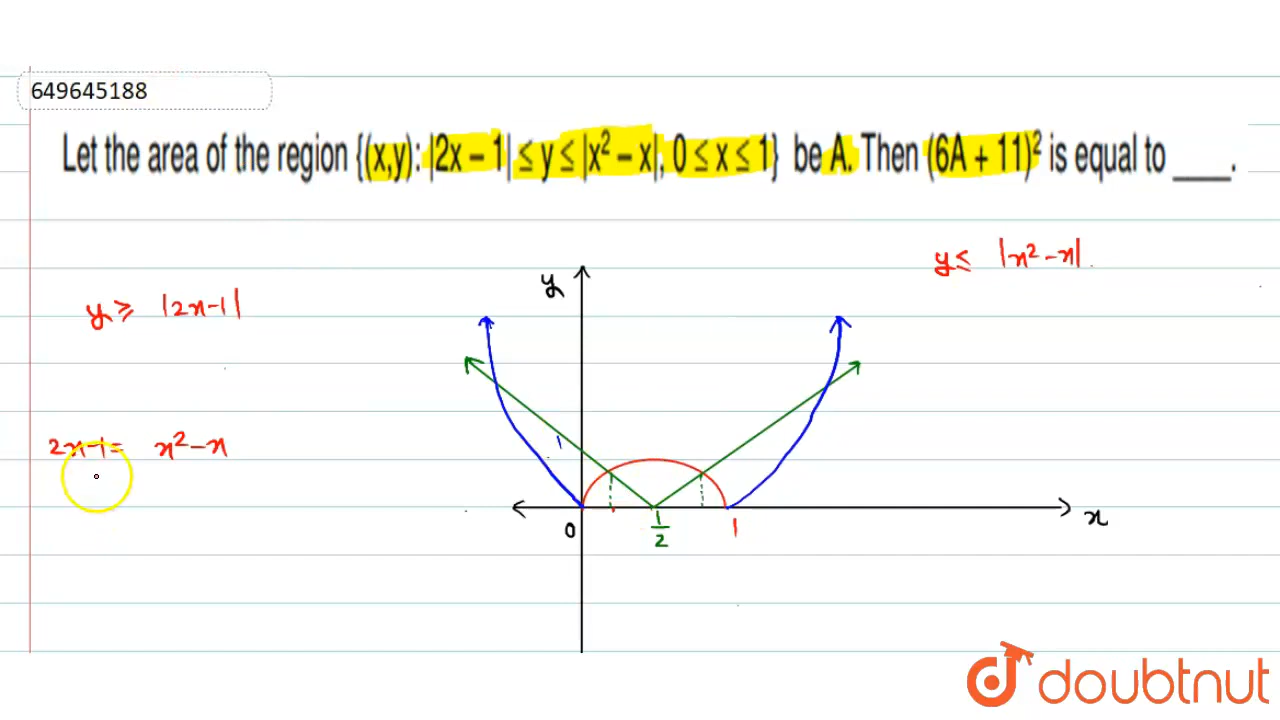 649645188
Let the area of the region {(x,y): |2x – 1| ≤ y ≤ |x² – x|, 0 ≤ x ≤ 1} be A. Then (6A + 11)² is equal to ____.
y ≤ |x² – x|
y
y ≥ |2x-1|
1
2x-1 = x² – x
0
1/2
1
x
doubtnut